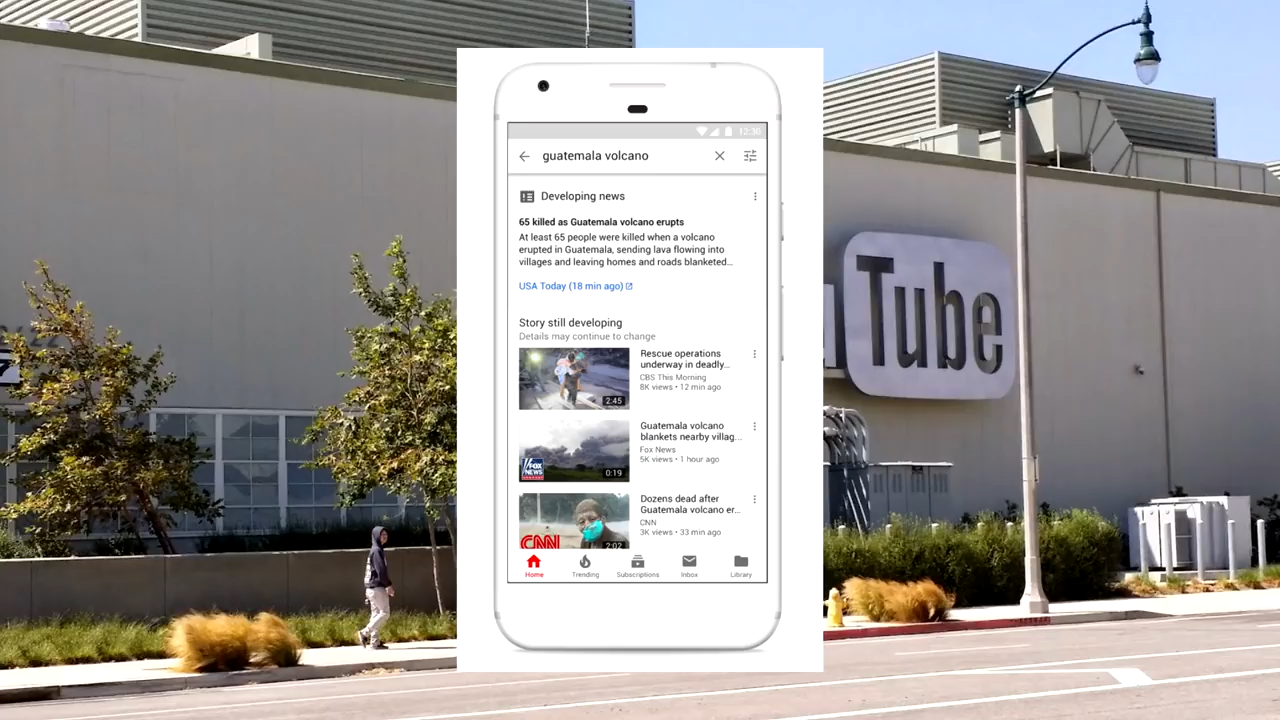 12:30
guatemala volcano
Developing news
65 killed as Guatemala volcano erupts
At least 65 people were killed when a volcano
erupted in Guatemala, sending lava flowing into
villages and leaving homes and roads blanketed…
USA Today (18 min ago)
Story still developing
Details may continue to change
Rescue operations
underway in deadly…
CBS This Morning
8K views • 12 min ago
2:45
Guatemala volcano
blankets nearby villag…
Fox News
5K views • 1 hour ago
FOX
NEWS
0:19
Dozens dead after
Guatemala volcano er…
CNN
3K views • 33 min ago
CNN
2:02
Home
Trending
Subscriptions
Inbox
Library
Tube